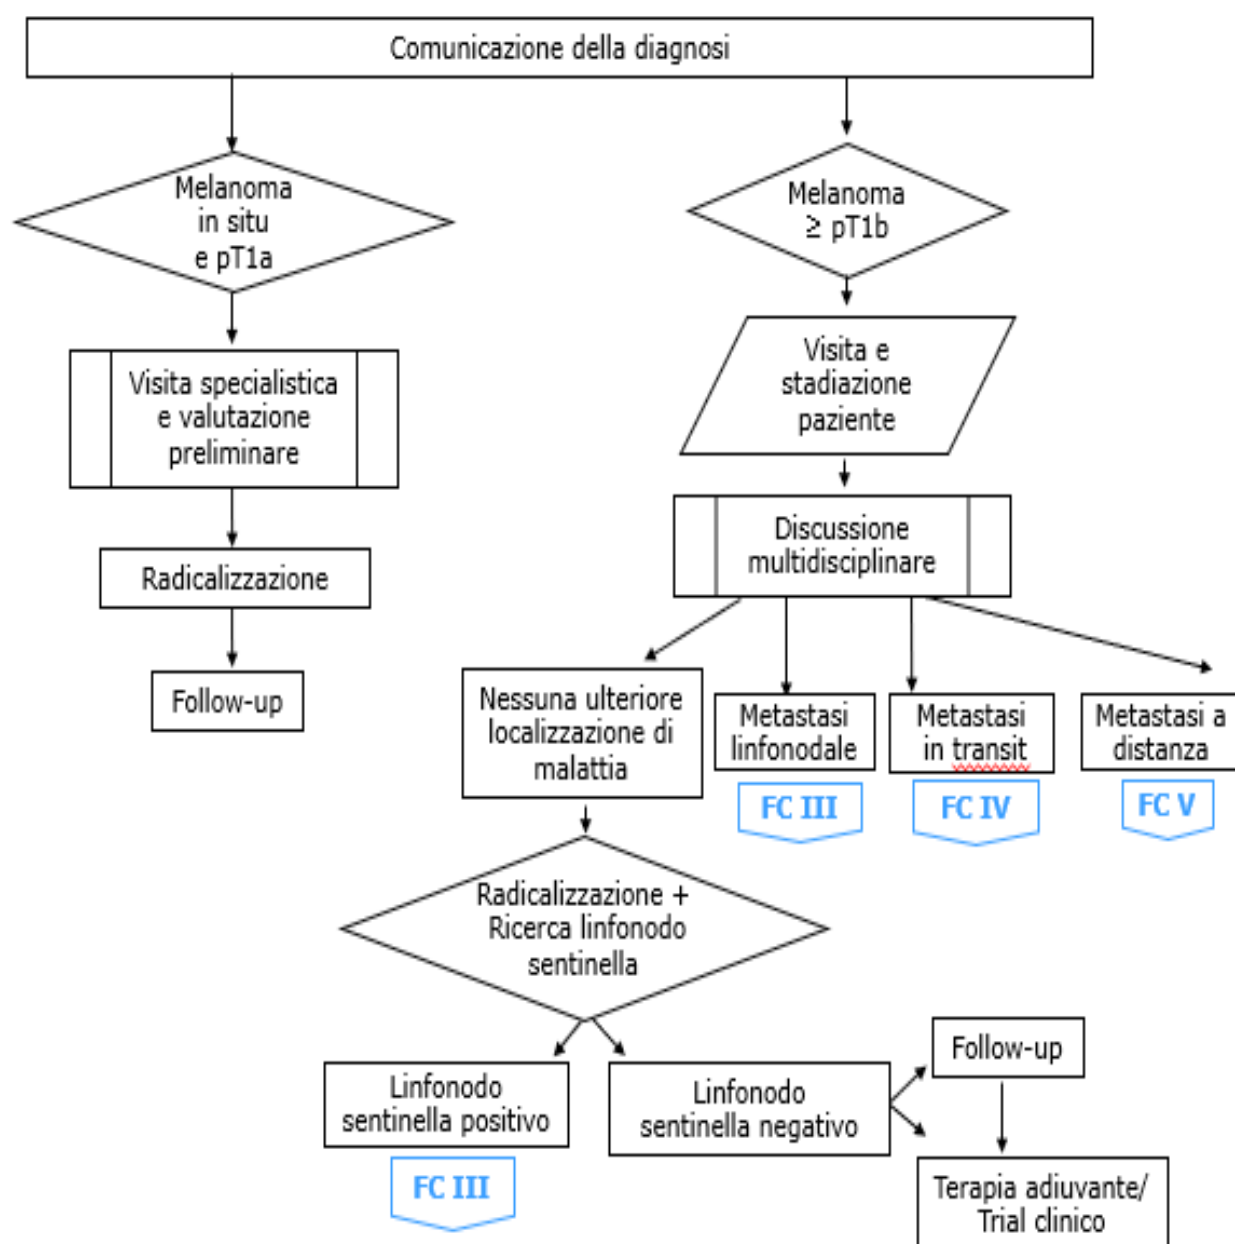 Comunicazione della diagnosi
Melanoma
in situ
e pT1a
Melanoma
≥ pT1b
Visita specialistica
e valutazione
preliminare
Visita e
stadiazione
paziente
Radicalizzazione
Discussione
multidisciplinare
Follow-up
Nessuna ulteriore
localizzazione di
malattia
Metastasi
linfonodale
Metastasi
in transit
Metastasi a
distanza
FC III
FC IV
FC V
Radicalizzazione +
Ricerca linfonodo
sentinella
Linfonodo
sentinella positivo
Linfonodo
sentinella negativo
Follow-up
FC III
Terapia adiuvante/
Trial clinico